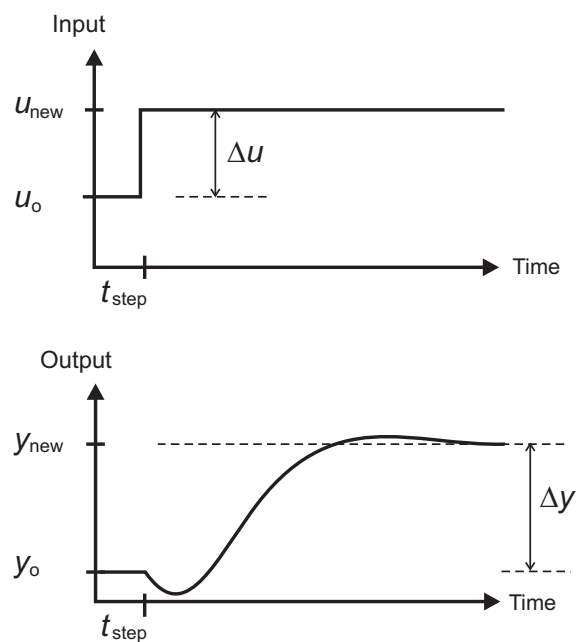 Input
u_new
Δu
u_o
Time
t_step
Output
y_new
Δy
y_o
Time
t_step